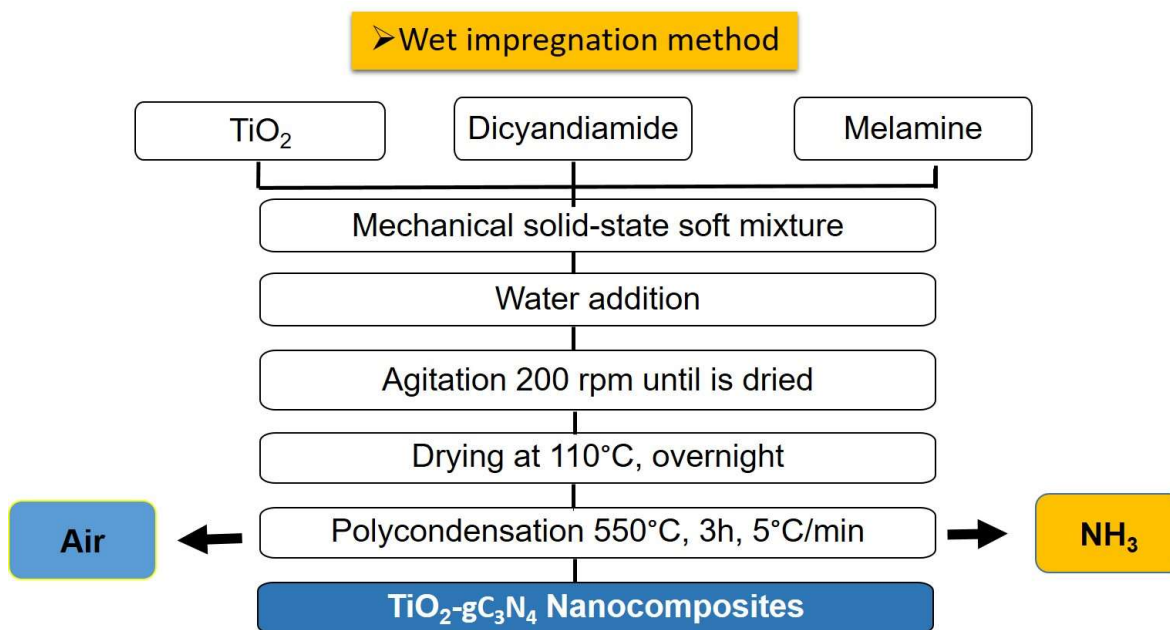 ➤Wet impregnation method
TiO₂
Dicyandiamide
Melamine
Mechanical solid-state soft mixture
Water addition
Agitation 200 rpm until is dried
Drying at 110°C, overnight
Air
Polycondensation 550°C, 3h, 5°C/min
NH₃
TiO₂-gC₃N₄ Nanocomposites